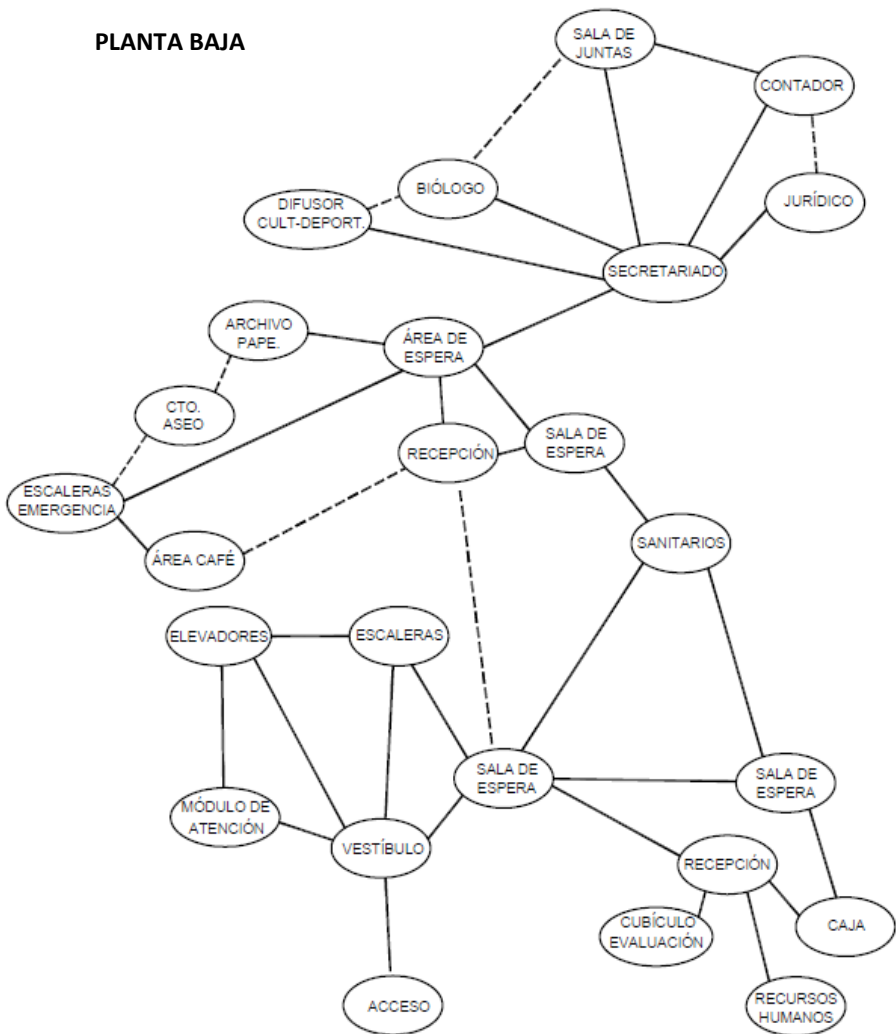 PLANTA BAJA
SALA DE
JUNTAS
CONTADOR
BIÓLOGO
JURÍDICO
DIFUSOR
CULT-DEPORT.
SECRETARIADO
ARCHIVO
PAPE.
ÁREA DE
ESPERA
CTO.
ASEO
RECEPCIÓN
SALA DE
ESPERA
ESCALERAS
EMERGENCIA
ÁREA CAFÉ
SANITARIOS
ELEVADORES
ESCALERAS
SALA DE
ESPERA
SALA DE
ESPERA
MÓDULO DE
ATENCIÓN
VESTÍBULO
RECEPCIÓN
CUBÍCULO
EVALUACIÓN
CAJA
ACCESO
RECURSOS
HUMANOS